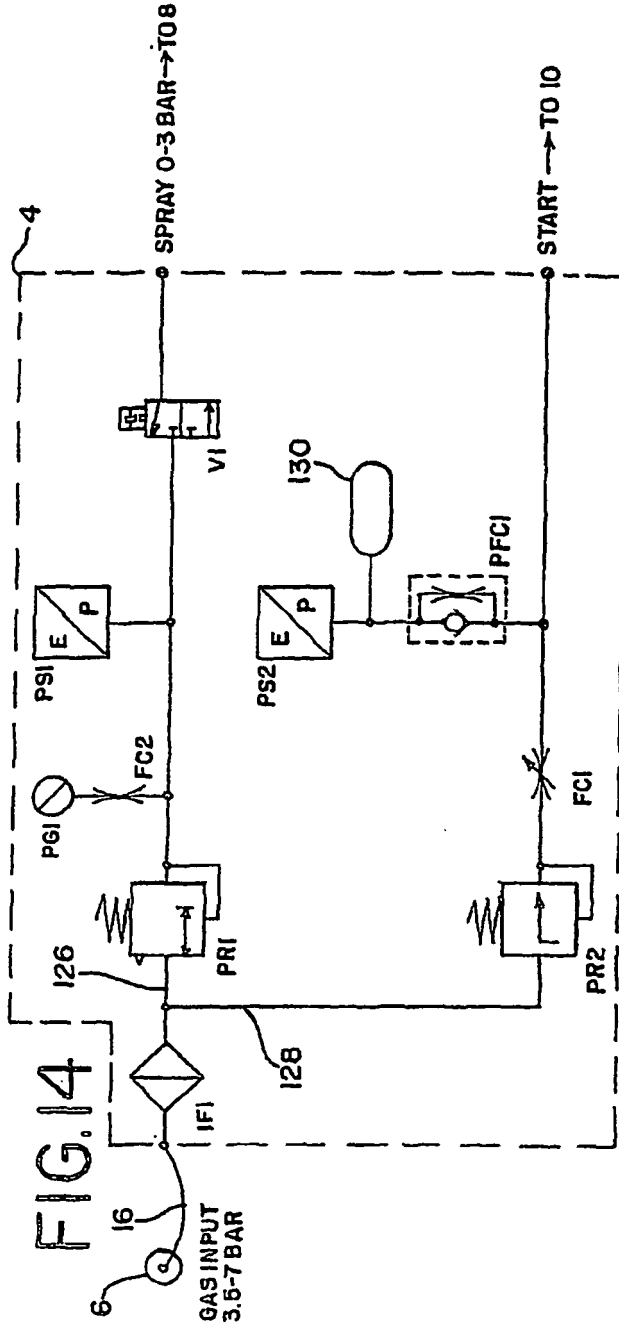 FIG.14
6
16
GAS INPUT
3.5-7 BAR
IF1
126
128
PR1
PG1
FC2
PS1
E
P
V1
4
SPRAY 0-3 BAR→TO 8
PR2
FC1
PS2
E
P
130
PFC1
START → TO 10